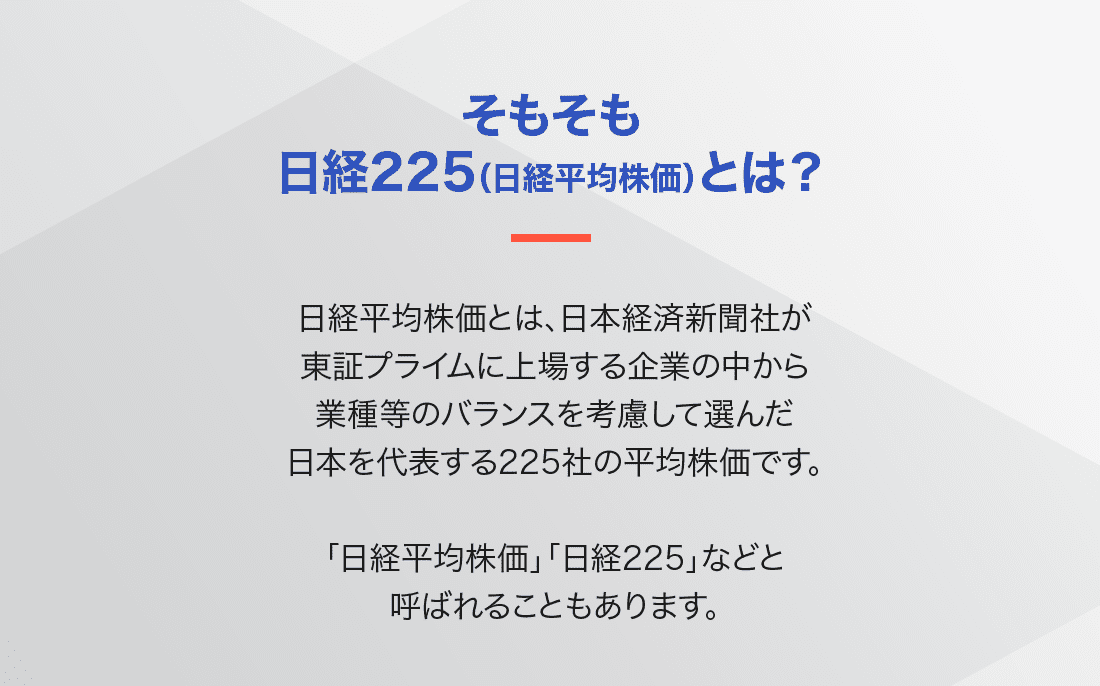 そもそも
日経225(日経平均株価)とは？
日経平均株価とは、日本経済新聞社が
東証プライムに上場する企業の中から
業種等のバランスを考慮して選んだ
日本を代表する225社の平均株価です。
「日経平均株価」「日経225」などと
呼ばれることもあります。